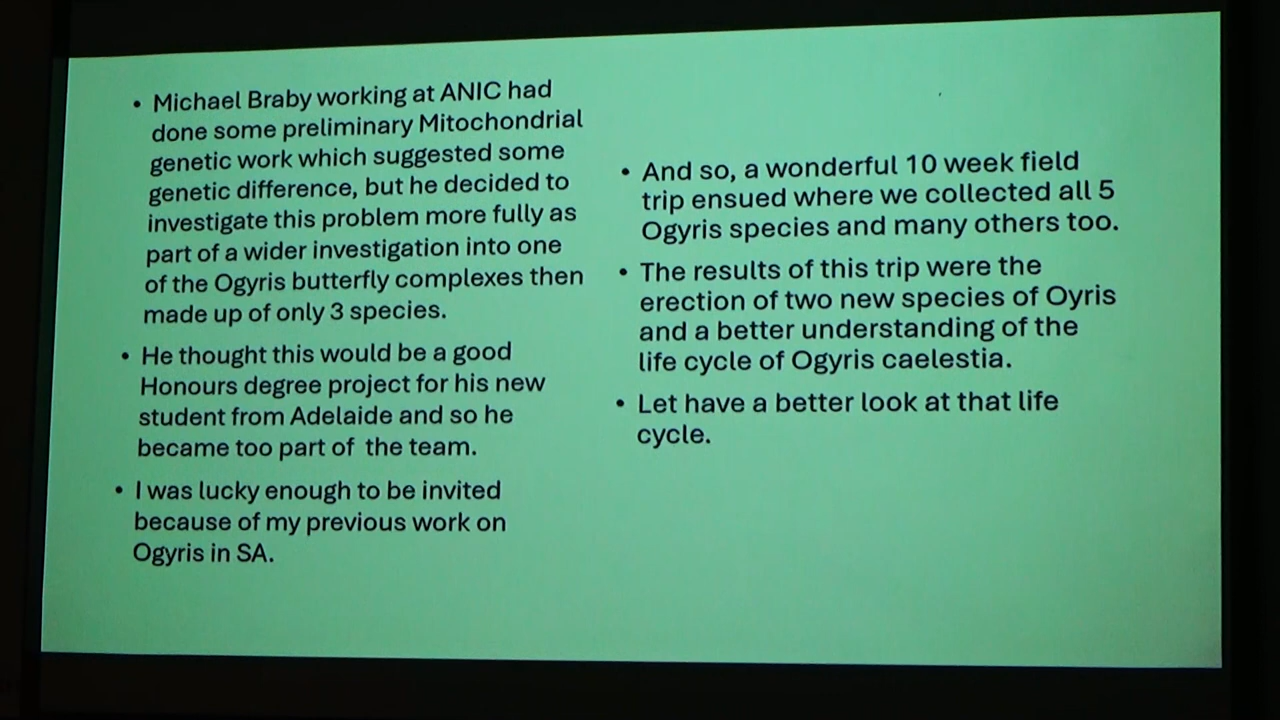 • Michael Braby working at ANIC had
done some preliminary Mitochondrial
genetic work which suggested some
genetic difference, but he decided to
investigate this problem more fully as
part of a wider investigation into one
of the Ogyris butterfly complexes then
made up of only 3 species.
• He thought this would be a good
Honours degree project for his new
student from Adelaide and so he
became too part of the team.
• I was lucky enough to be invited
because of my previous work on
Ogyris in SA.
• And so, a wonderful 10 week field
trip ensued where we collected all 5
Ogyris species and many others too.
• The results of this trip were the
erection of two new species of Oyris
and a better understanding of the
life cycle of Ogyris caelestia.
• Let have a better look at that life
cycle.